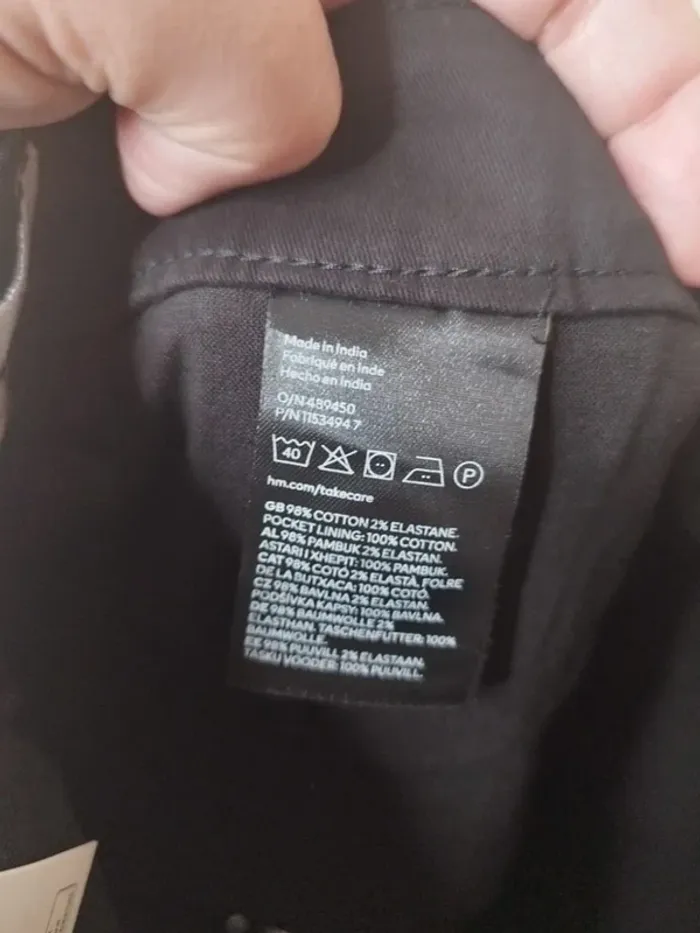 Made in India
Fabriqué en Inde
Hecho en India
O/N 489450
P/N 11534947
40 P
hm.com/takecare
GB 98% COTTON 2% ELASTANE.
POCKET LINING: 100% COTTON.
AL 98% PAMBUK 2% ELASTAN.
ASTARI I XHEPIT: 100% PAMBUK.
CAT 98% COTÓ 2% ELASTÀ. FOLRE
DE LA BUTXACA: 100% COTÓ.
CZ 98% BAVLNA 2% ELASTAN.
PODŠÍVKA KAPSY: 100% BAVLNA.
DE 98% BAUMWOLLE 2%
ELASTHAN. TASCHENFUTTER: 100%
BAUMWOLLE.
EE 98% PUUVILL 2% ELASTAAN.
TASKU VOODER: 100% PUUVILL.